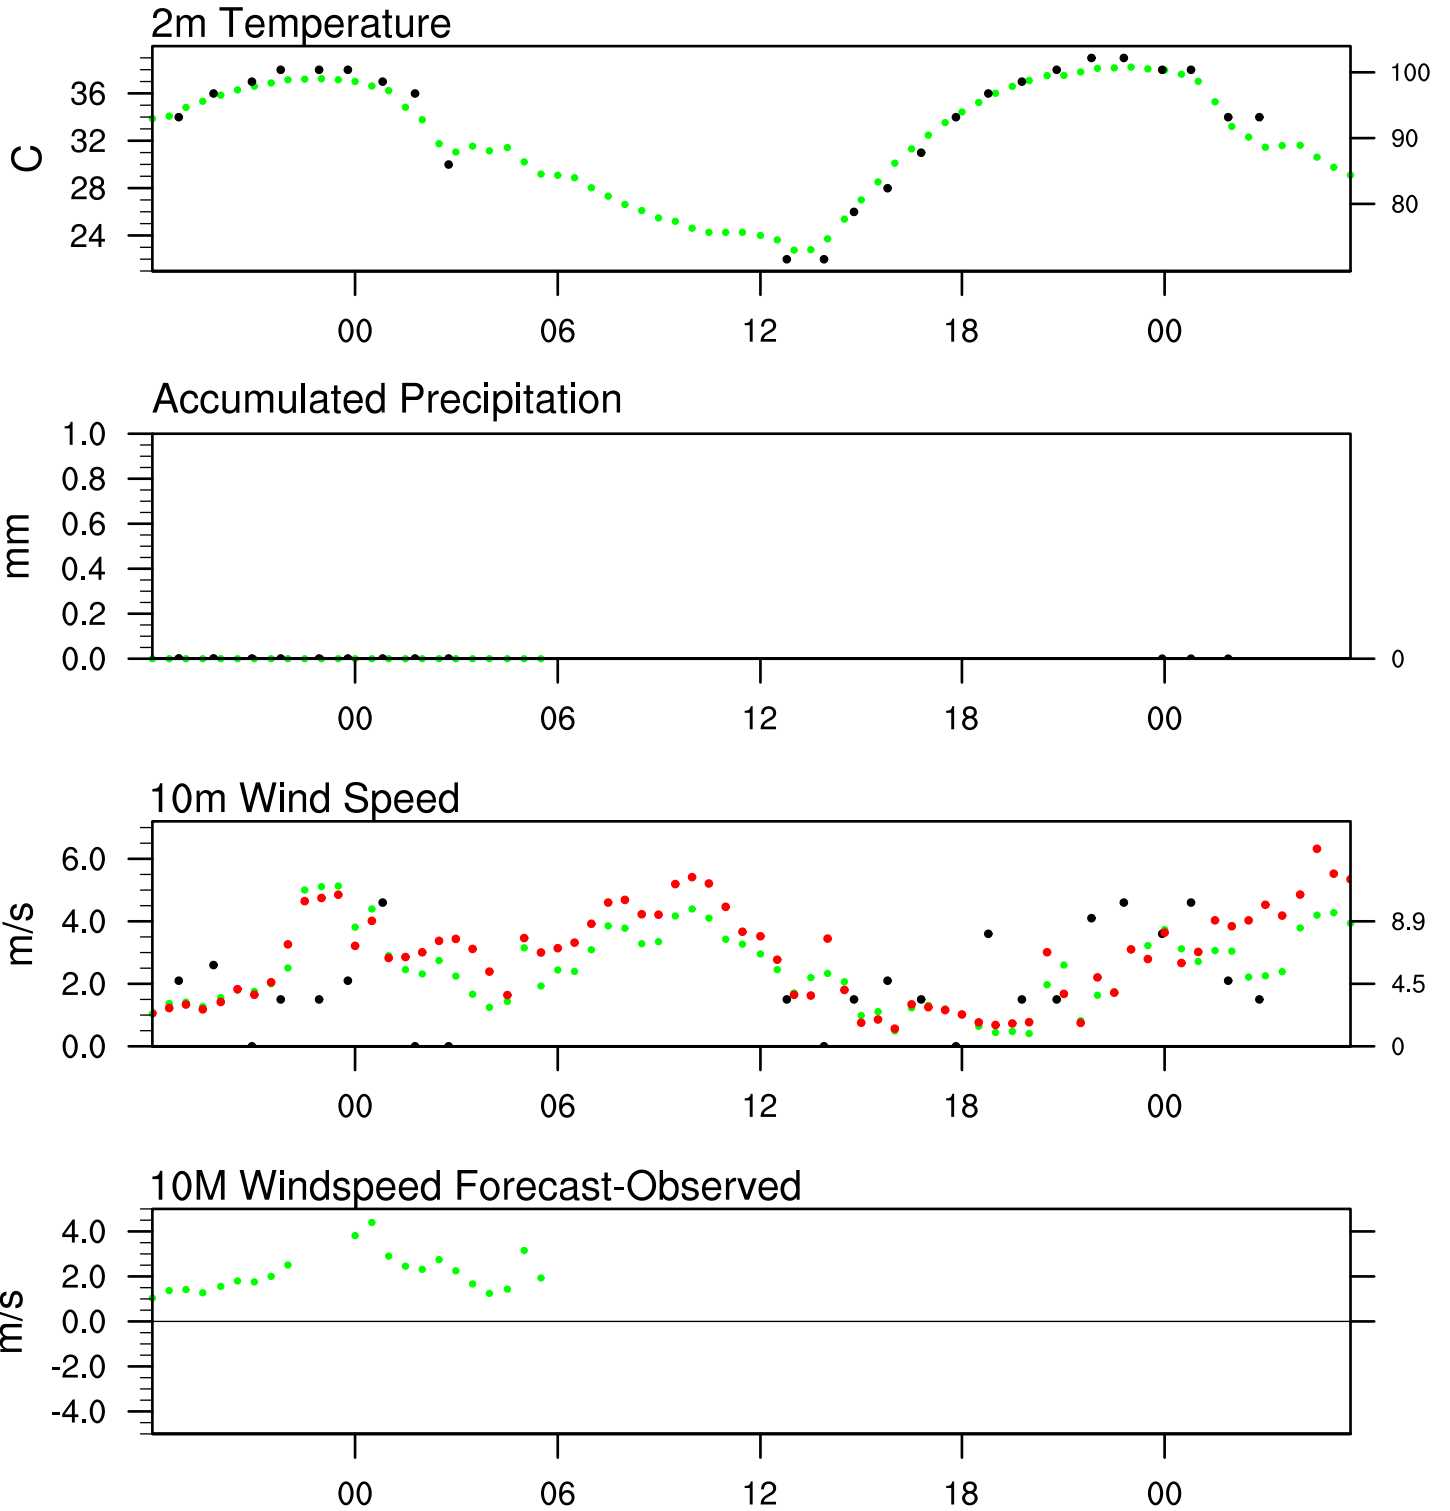 2m Temperature
36
32
28
24
C
100
90
80
00 06 12 18 00
Accumulated Precipitation
1.0
0.8
0.6
0.4
0.2
0.0
mm
0
00 06 12 18 00
10m Wind Speed
6.0
4.0
2.0
0.0
m/s
8.9
4.5
0
00 06 12 18 00
10M Windspeed Forecast-Observed
4.0
2.0
0.0
-2.0
-4.0
m/s
00 06 12 18 00